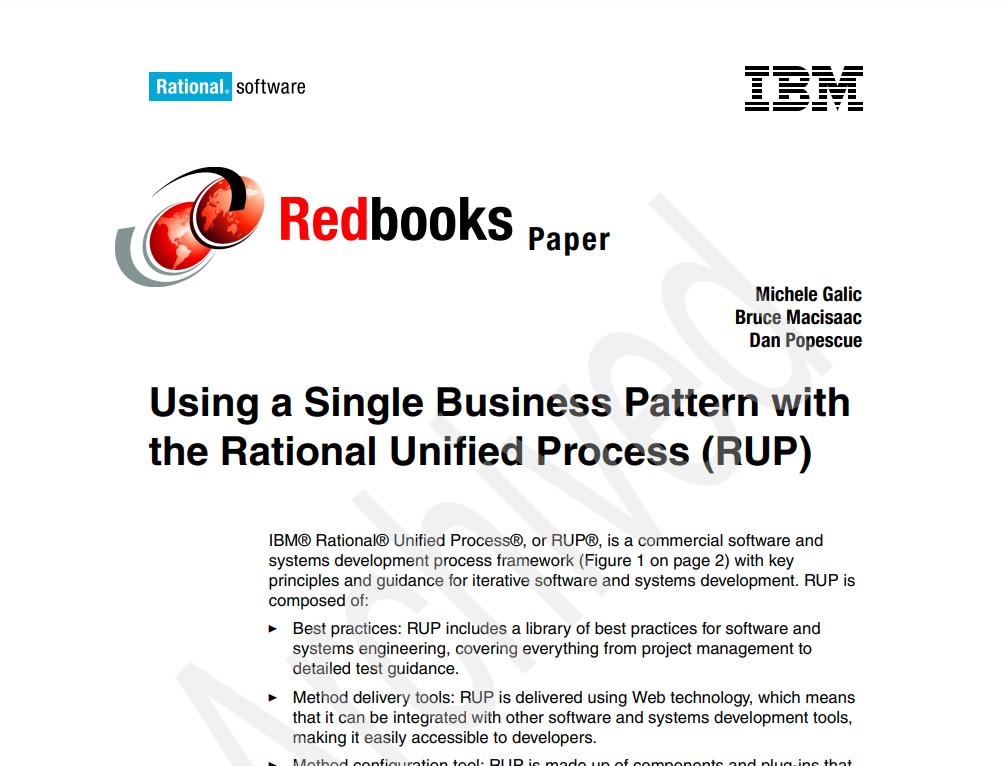 Rational® software
IBM
Redbooks Paper
Michele Galic
Bruce Macisaac
Dan Popescue
Using a Single Business Pattern with
the Rational Unified Process (RUP)
IBM® Rational® Unified Process®, or RUP®, is a commercial software and
systems development process framework (Figure 1 on page 2) with key
principles and guidance for iterative software and systems development. RUP is
composed of:
► Best practices: RUP includes a library of best practices for software and
systems engineering, covering everything from project management to
detailed test guidance.
► Method delivery tools: RUP is delivered using Web technology, which means
that it can be integrated with other software and systems development tools,
making it easily accessible to developers.
► Method configuration tool: RUP is made up of components and plug-ins that
Archived